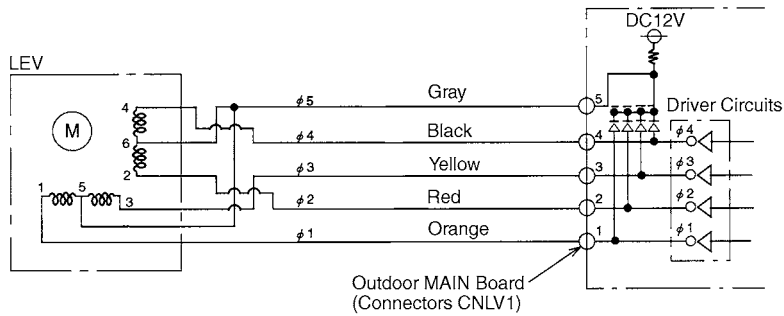 DC12V
LEV
M
4
6
2
1 5 3
ϕ5 Gray 5
ϕ4 Black 4
ϕ3 Yellow 3
ϕ2 Red 2
ϕ1 Orange 1
Driver Circuits
ϕ4
ϕ3
ϕ2
ϕ1
Outdoor MAIN Board
(Connectors CNLV1)